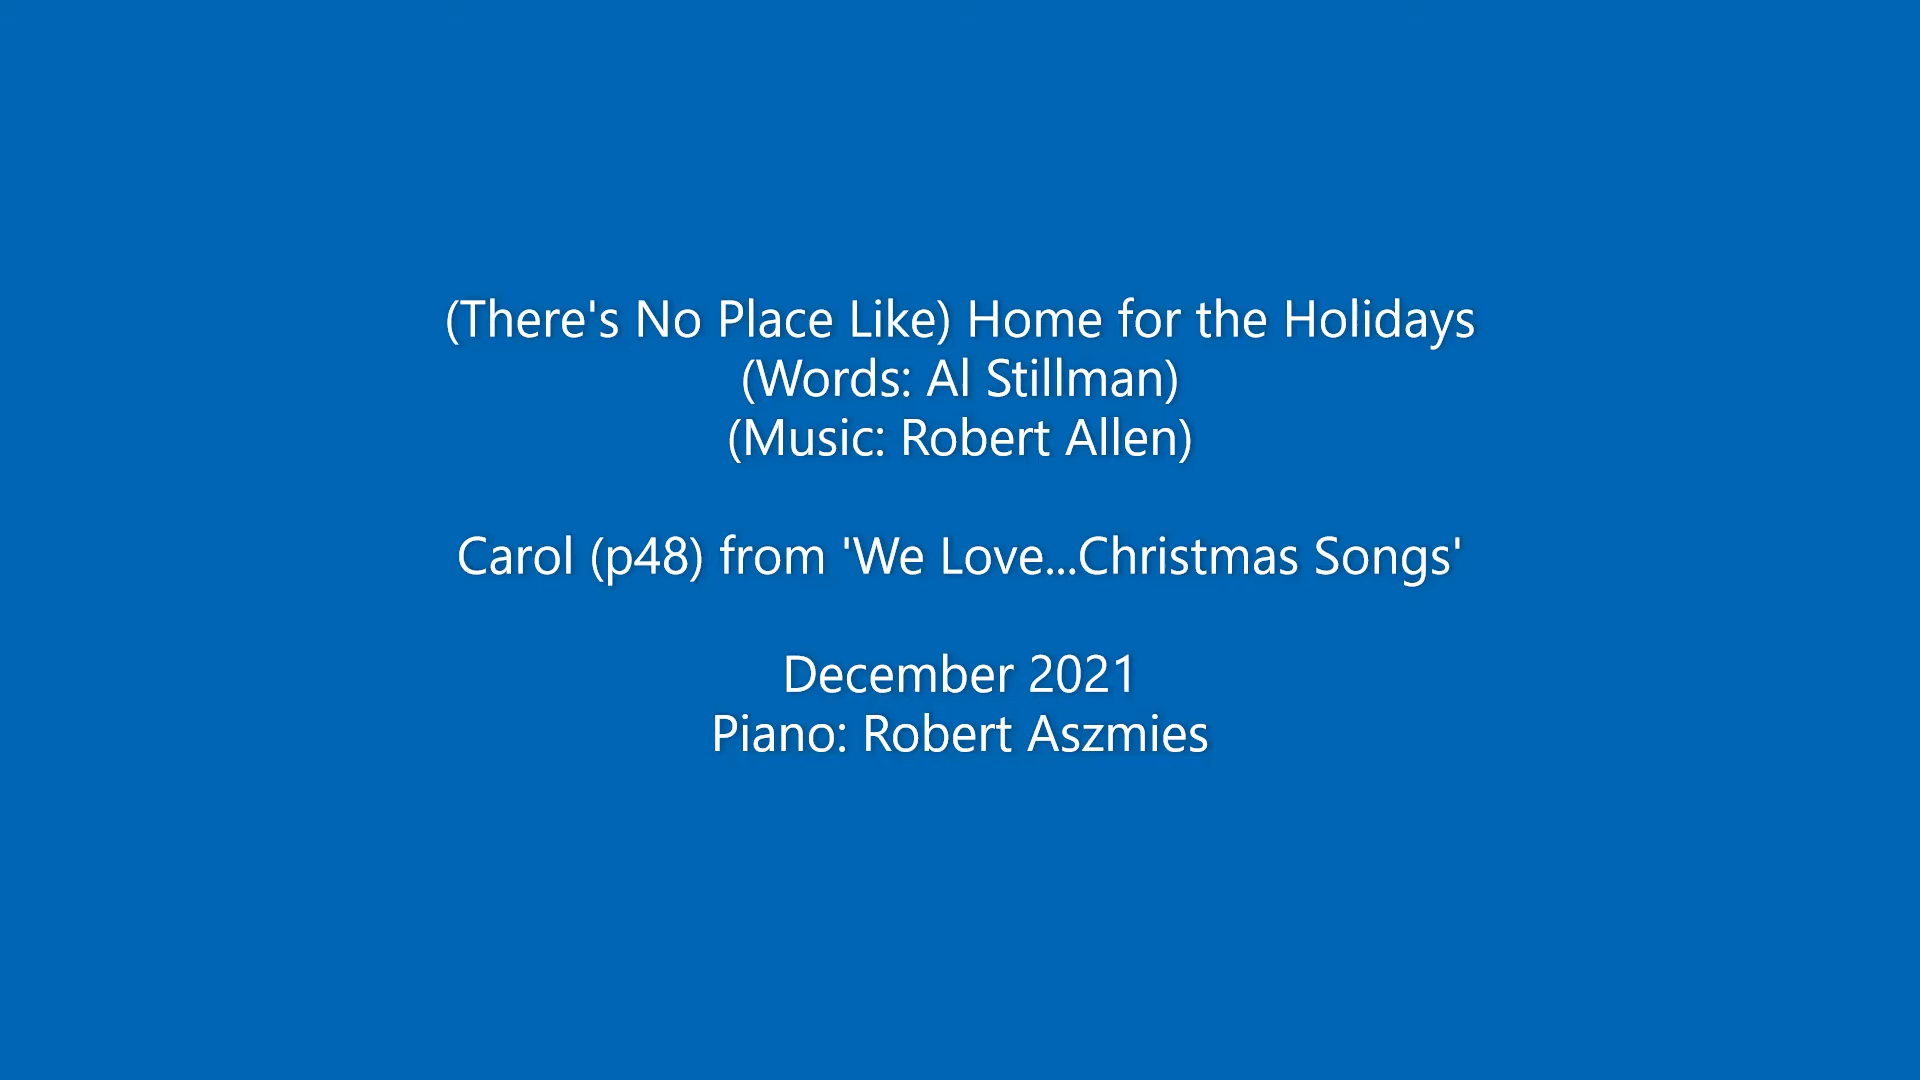 (There's No Place Like) Home for the Holidays
(Words: Al Stillman)
(Music: Robert Allen)
Carol (p48) from 'We Love...Christmas Songs'
December 2021
Piano: Robert Aszmies